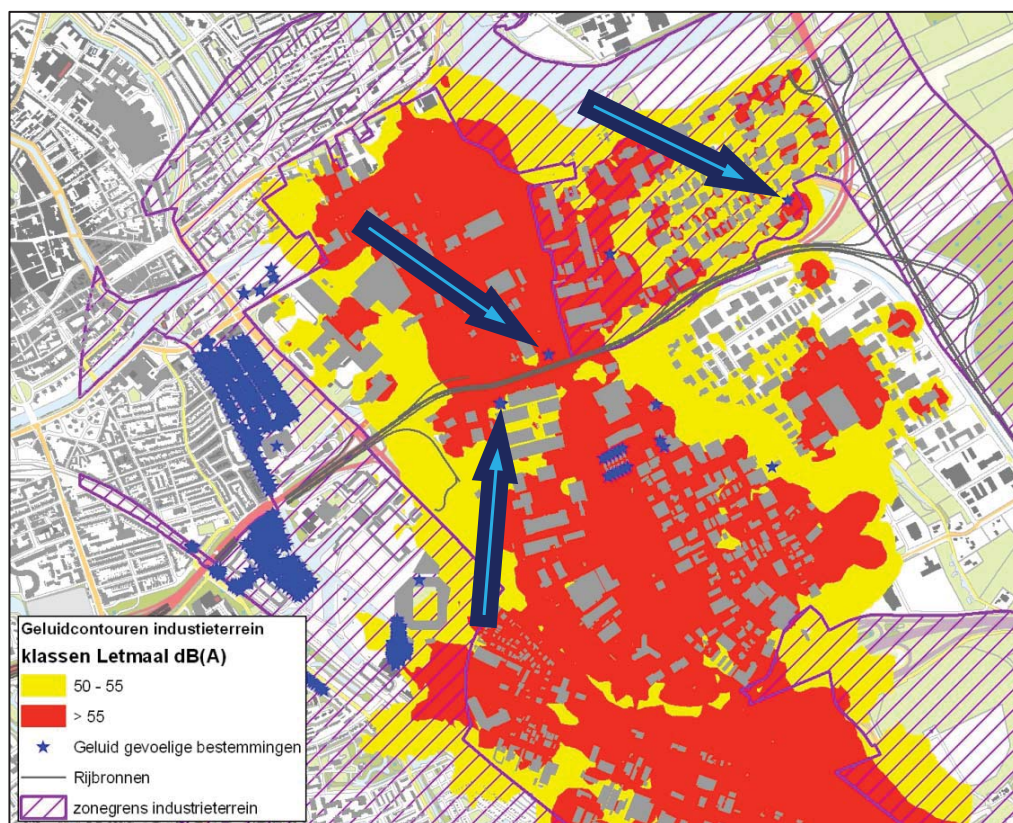 Geluidcontouren industieterrein
klassen Letmaal dB(A)
50 - 55
> 55
Geluid gevoelige bestemmingen
Rijbronnen
zonegrens industrieterrein